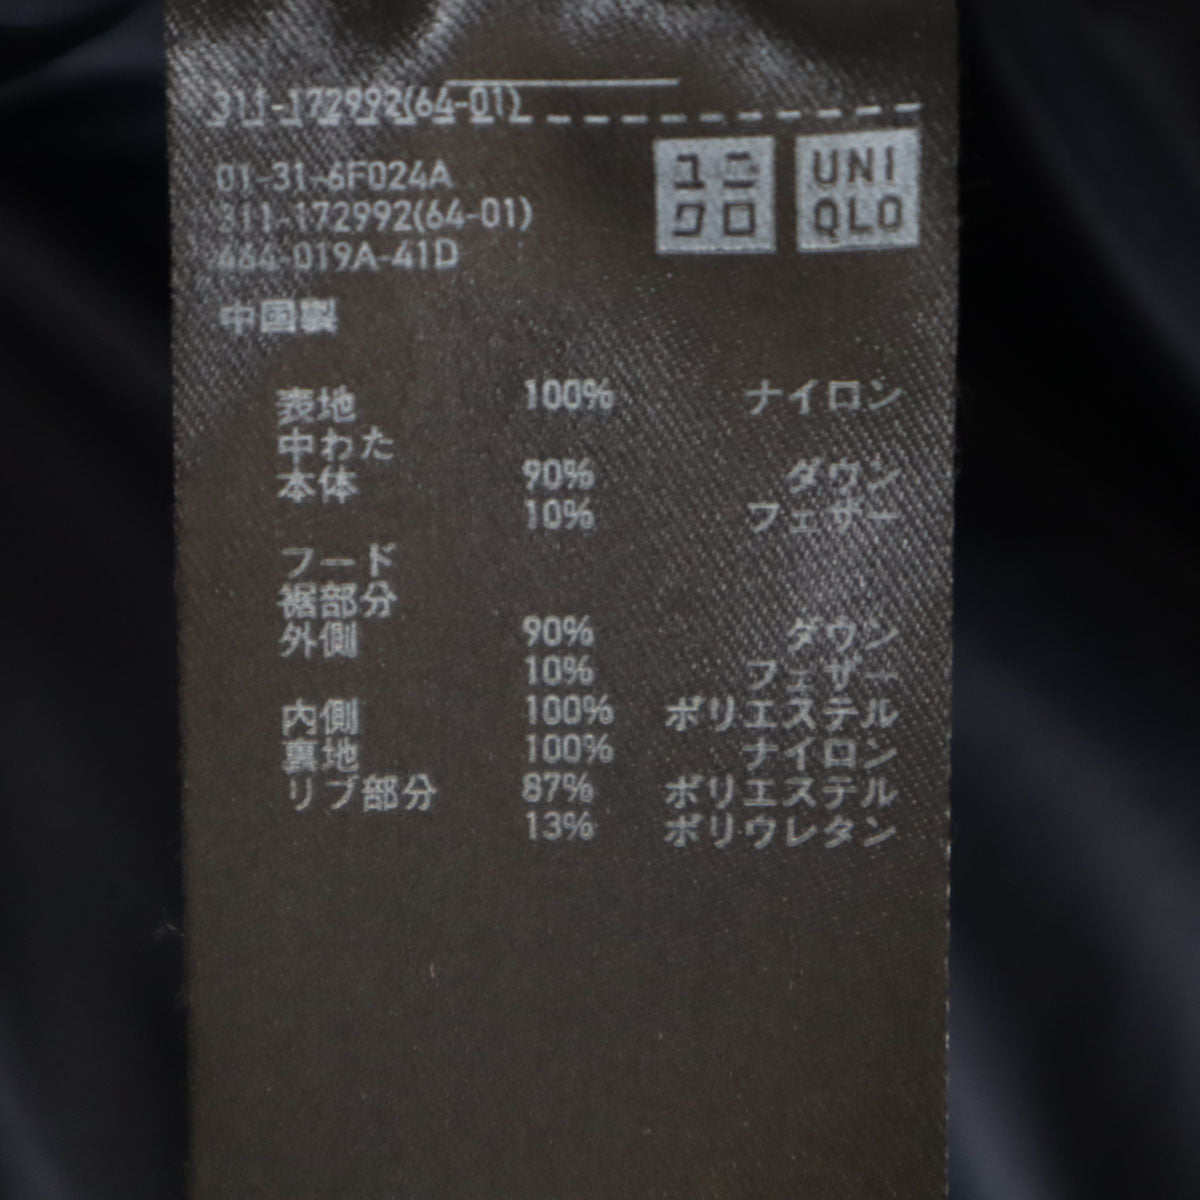 311-172992(64-01)
01-31-6F024A
311-172992(64-01)
464-019A-41D
ユニ
クロ
UNI
QLO
中国製
表地 100% ナイロン
中わた
本体 90% ダウン
10% フェザー
フード
裾部分
外側 90% ダウン
10% フェザー
内側 100% ポリエステル
裏地 100% ナイロン
リブ部分 87% ポリエステル
13% ポリウレタン